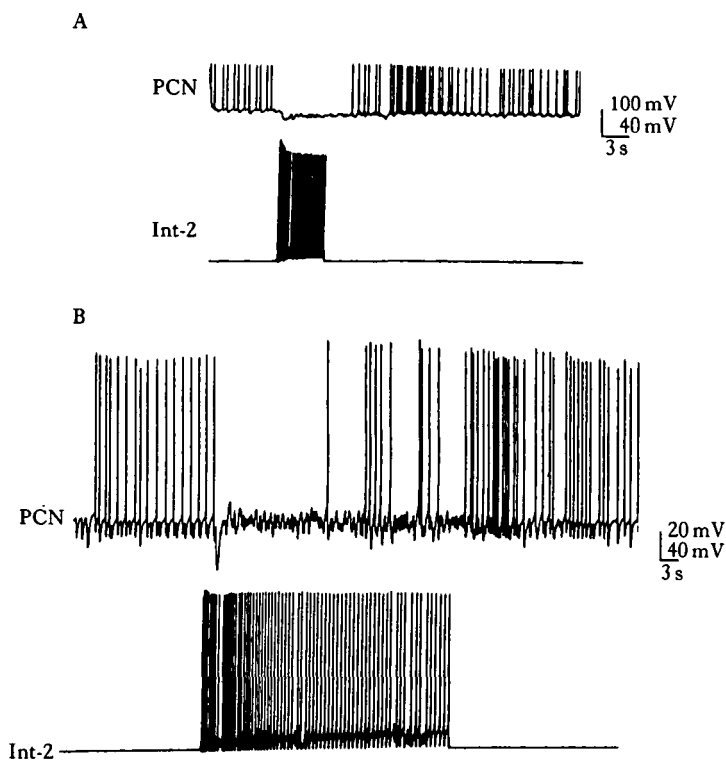 A
PCN
100 mV
40 mV
3 s
Int-2
B
PCN
20 mV
40 mV
3 s
Int-2